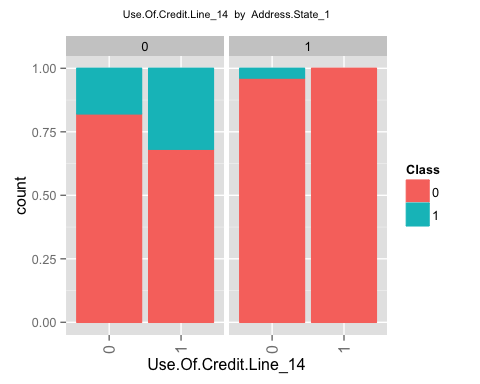 Use.Of.Credit.Line_14 by Address.State_1
0 1
1.00
0.75
0.50
0.25
0.00
count
0 1 0 1
Use.Of.Credit.Line_14
Class
0
1